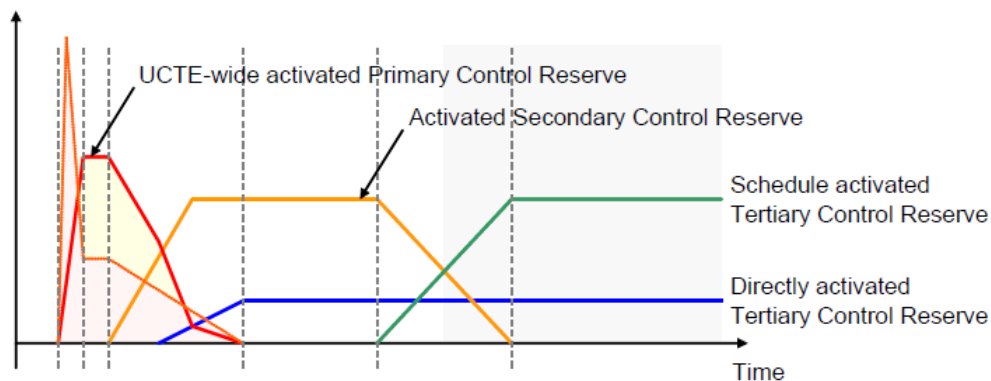 UCTE-wide activated Primary Control Reserve
Activated Secondary Control Reserve
Schedule activated
Tertiary Control Reserve
Directly activated
Tertiary Control Reserve
Time